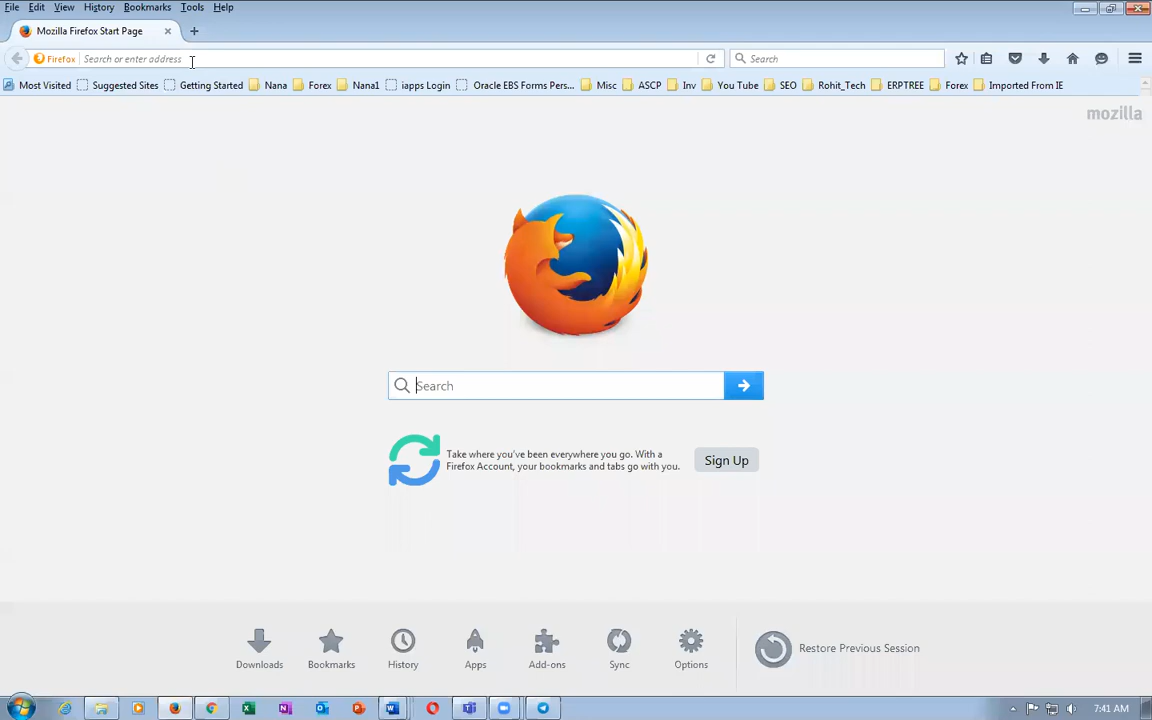 File Edit View History Bookmarks Tools Help
Mozilla Firefox Start Page
Firefox Search or enter address Search
Most Visited Suggested Sites Getting Started Nana Forex Nana1 iapps Login Oracle EBS Forms Pers... Misc ASCP Inv You Tube SEO Rohit_Tech ERPTREE Forex Imported From IE
mozilla
Search
Take where you've been everywhere you go. With a
Firefox Account, your bookmarks and tabs go with you.
Sign Up
Downloads Bookmarks History Apps Add-ons Sync Options Restore Previous Session
7:41 AM